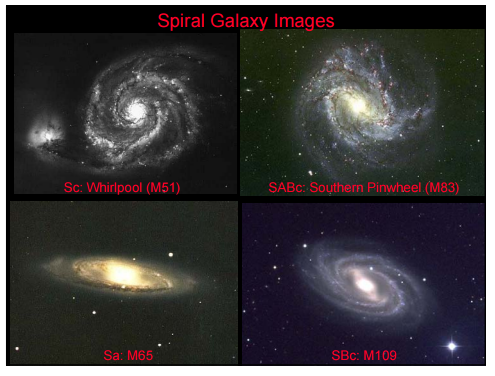 Spiral Galaxy Images
Sc: Whirlpool (M51)
SABc: Southern Pinwheel (M83)
Sa: M65
SBc: M109